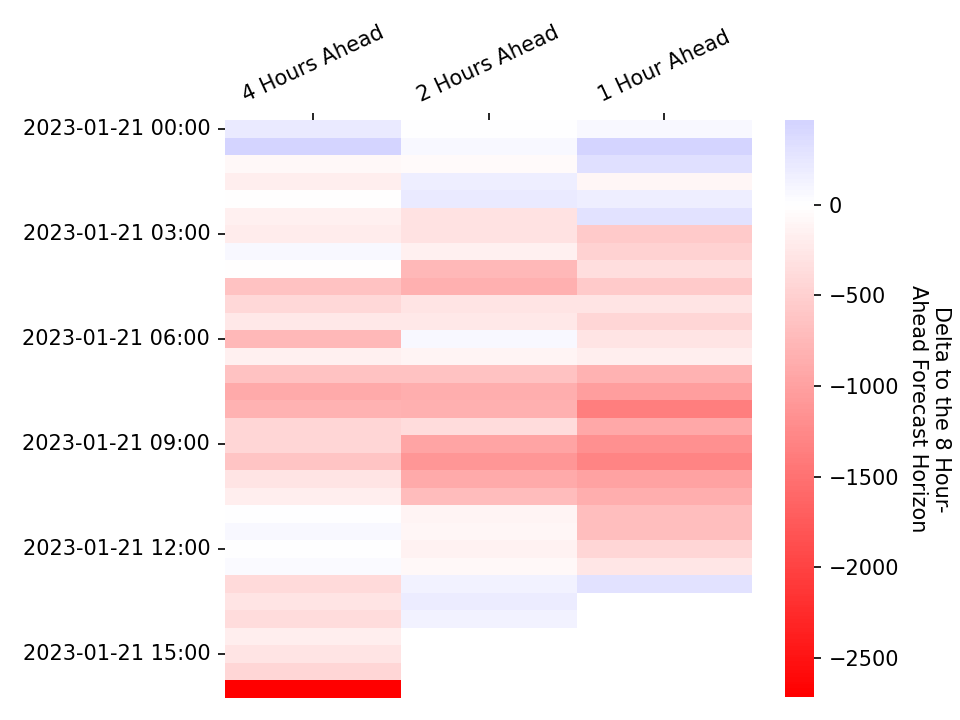 4 Hours Ahead
2 Hours Ahead
1 Hour Ahead
2023-01-21 00:00
2023-01-21 03:00
2023-01-21 06:00
2023-01-21 09:00
2023-01-21 12:00
2023-01-21 15:00
0
−500
−1000
−1500
−2000
−2500
Delta to the 8 Hour-
Ahead Forecast Horizon